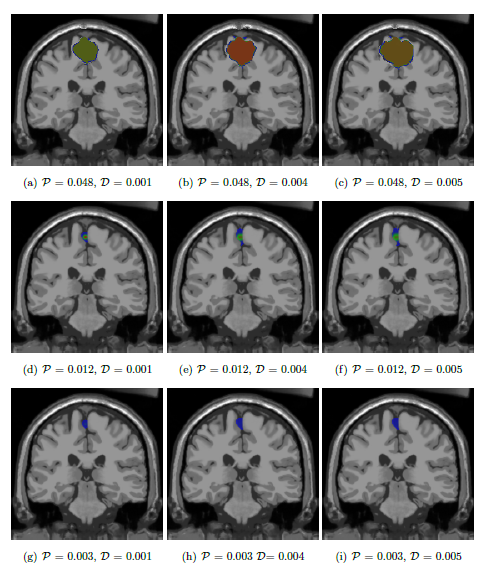 (a) 𝒫 = 0.048, 𝒟 = 0.001
(b) 𝒫 = 0.048, 𝒟 = 0.004
(c) 𝒫 = 0.048, 𝒟 = 0.005
(d) 𝒫 = 0.012, 𝒟 = 0.001
(e) 𝒫 = 0.012, 𝒟 = 0.004
(f) 𝒫 = 0.012, 𝒟 = 0.005
(g) 𝒫 = 0.003, 𝒟 = 0.001
(h) 𝒫 = 0.003 𝒟= 0.004
(i) 𝒫 = 0.003, 𝒟 = 0.005